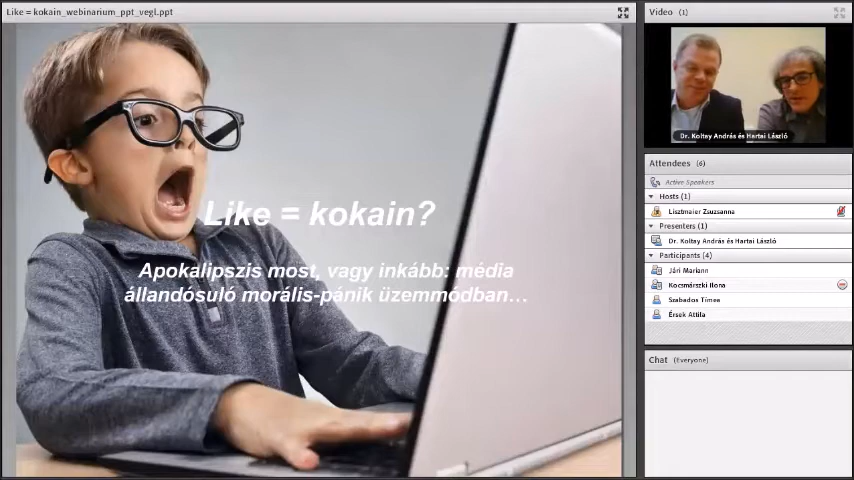 Like = kokain_webinarium_ppt_vegl.ppt
Like = kokain?
Apokalipszis most, vagy inkább: média
állandósuló morális-pánik üzemmódban…
Video (1)
Dr. Koltay András és Hartai László
Attendees (6)
Active Speakers
Hosts (1)
Lisztmaier Zsuzsanna
Presenters (1)
Dr. Koltay András és Hartai László
Participants (4)
Jári Mariann
Kocsmárszki Ilona
Szabados Tímea
Érsek Attila
Chat (Everyone)